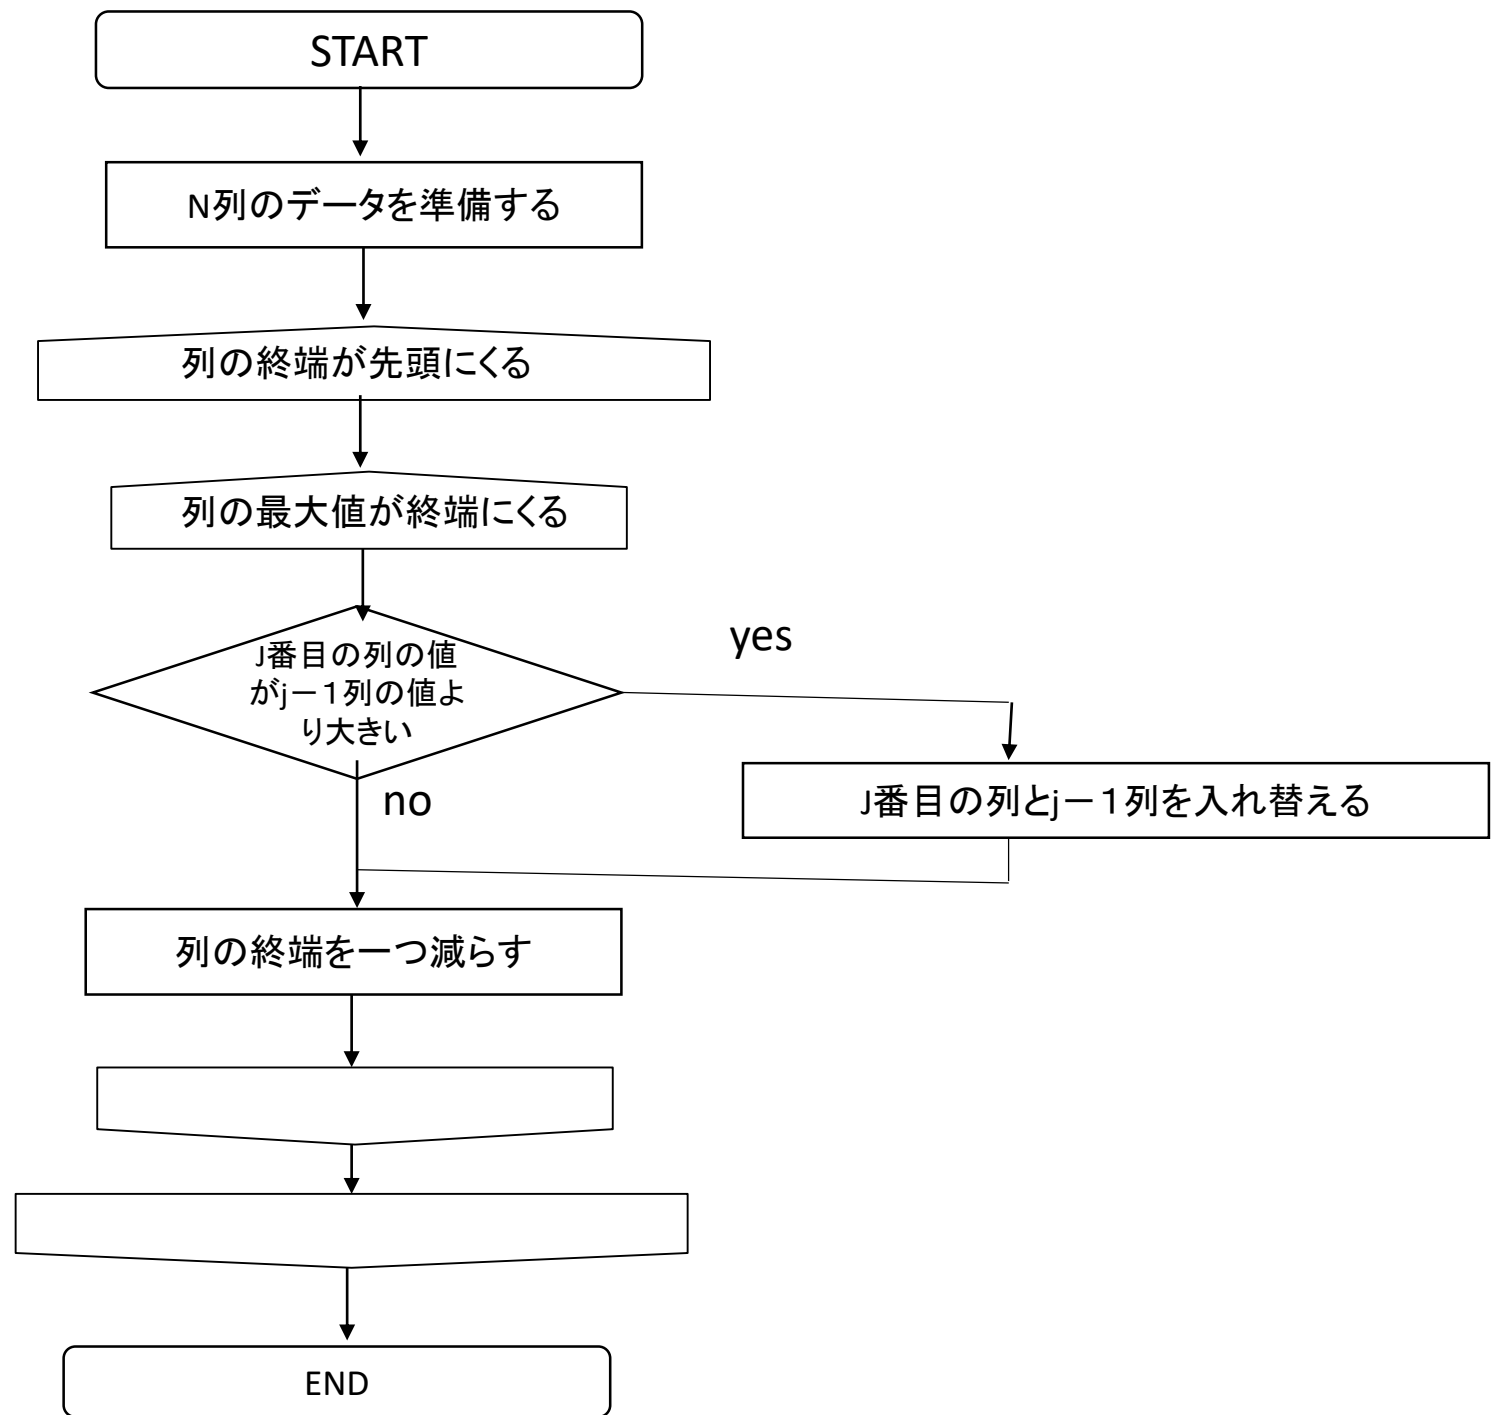 START
N列のデータを準備する
列の終端が先頭にくる
列の最大値が終端にくる
J番目の列の値
がj－１列の値よ
り大きい
yes
no
J番目の列とj－１列を入れ替える
列の終端を一つ減らす
END